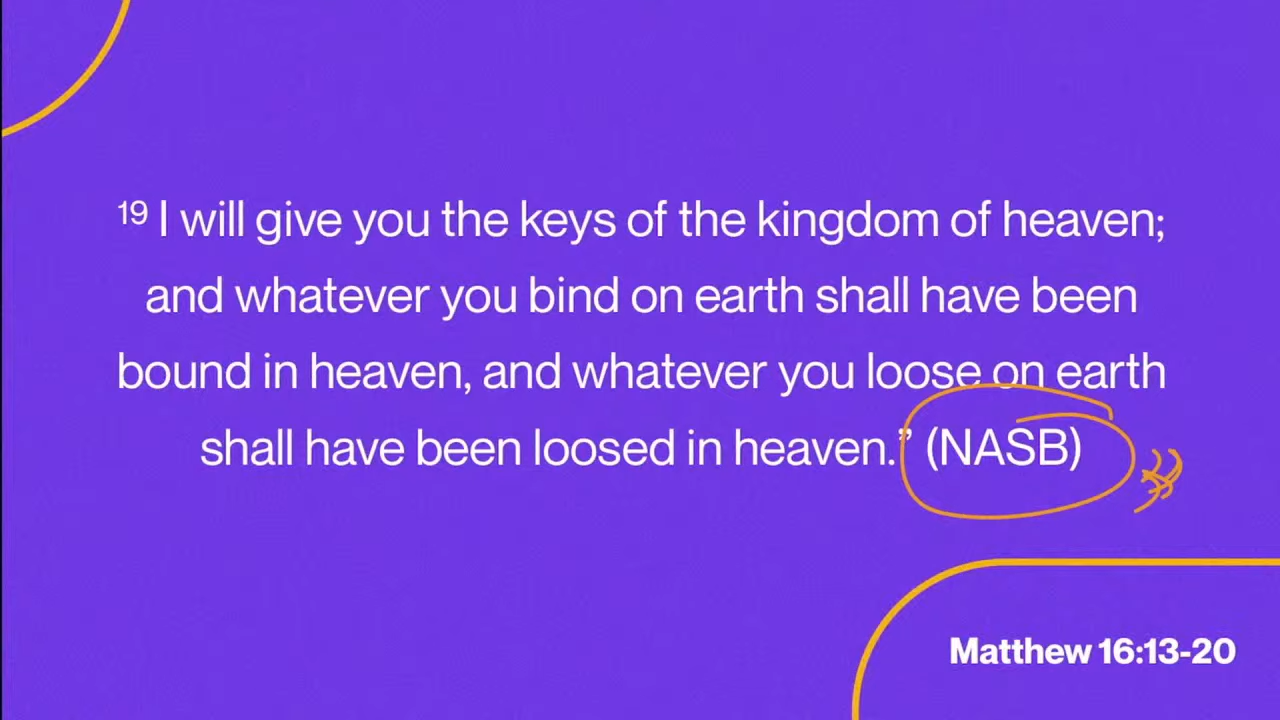 ¹⁹ I will give you the keys of the kingdom of heaven;
and whatever you bind on earth shall have been
bound in heaven, and whatever you loose on earth
shall have been loosed in heaven.” (NASB)
Matthew 16:13-20